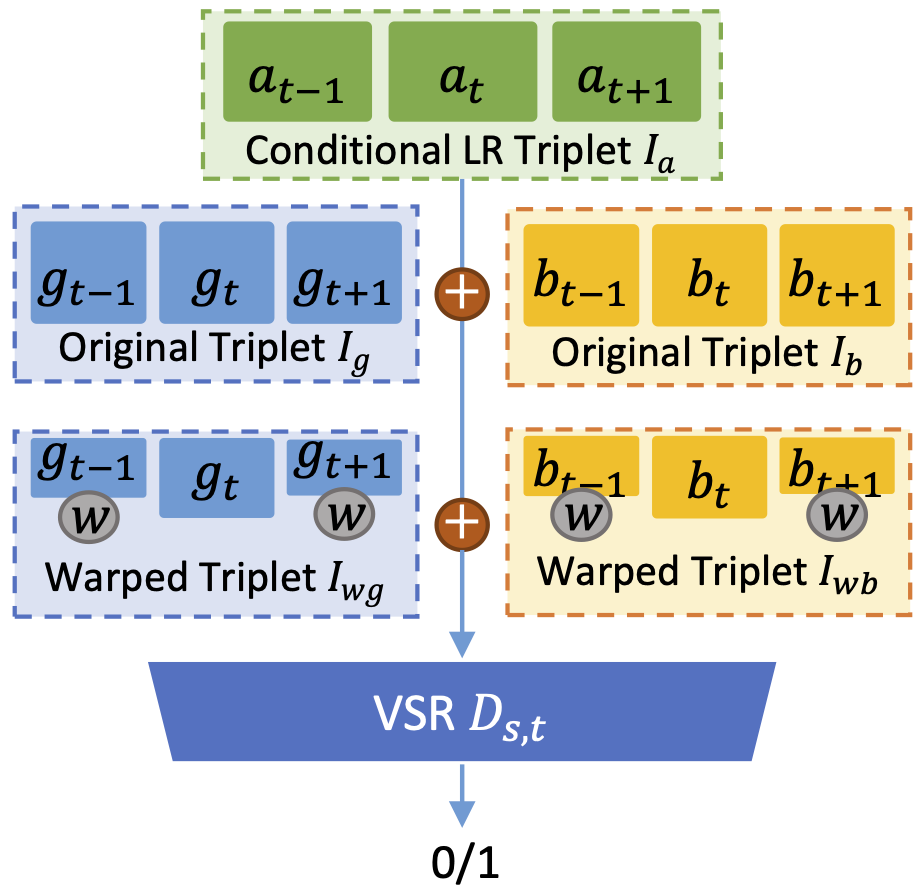 a_{t−1} a_t a_{t+1}
Conditional LR Triplet I_a
g_{t−1} g_t g_{t+1}
Original Triplet I_g
+
b_{t−1} b_t b_{t+1}
Original Triplet I_b
g_{t−1} g_t g_{t+1}
w w
Warped Triplet I_{wg}
+
b_{t−1} b_t b_{t+1}
w w
Warped Triplet I_{wb}
VSR D_{s,t}
0/1